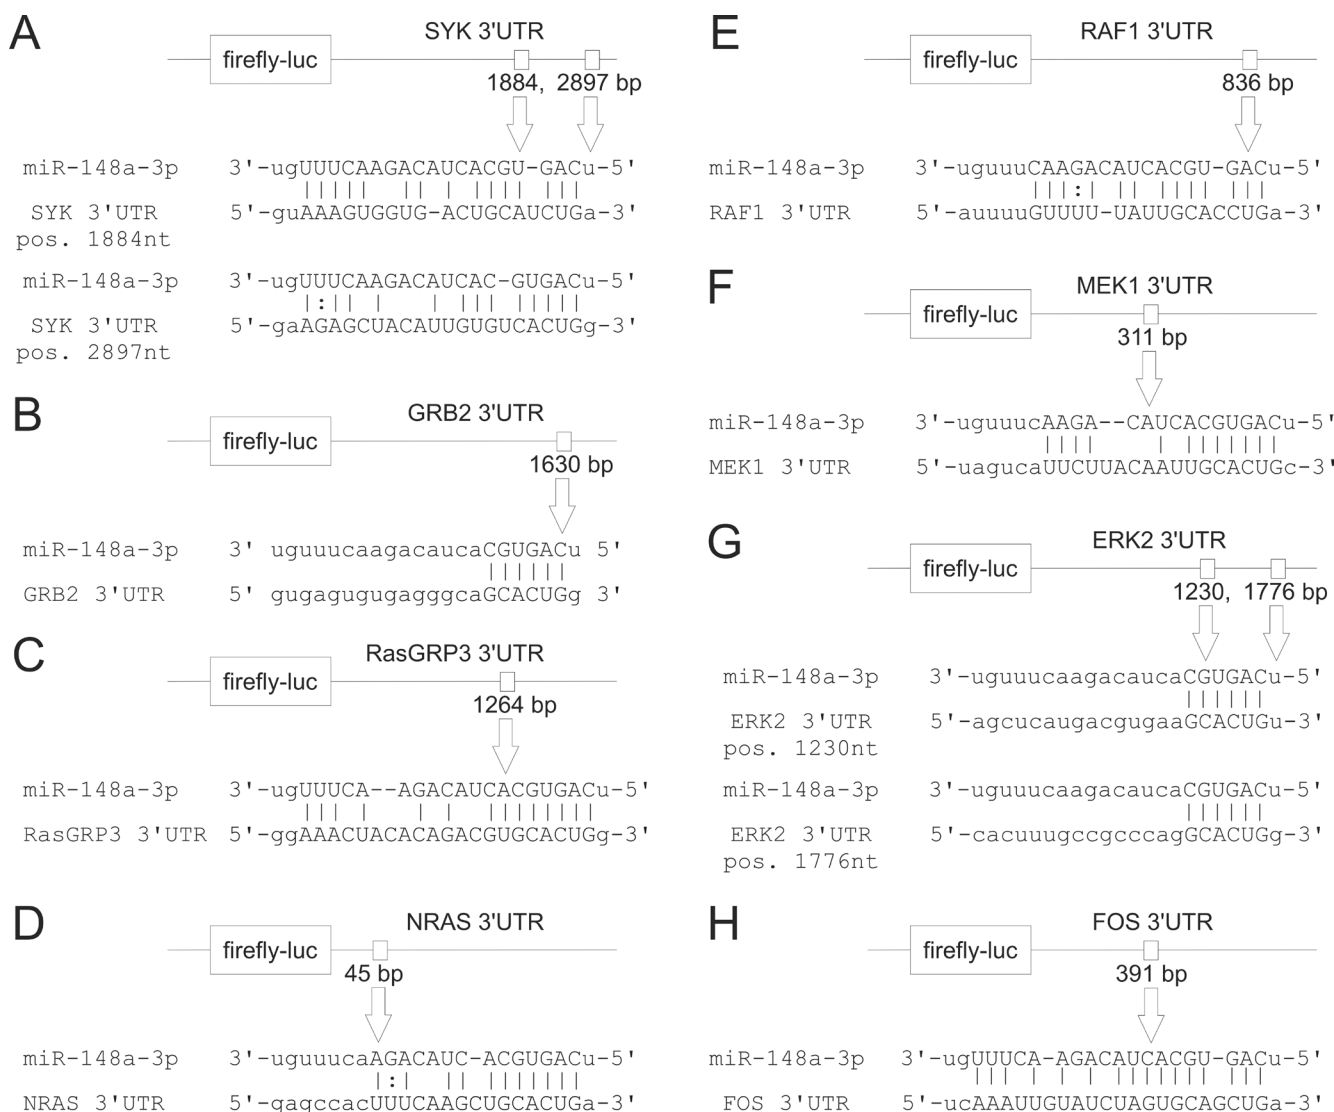 A
SYK 3'UTR
firefly-luc
1884, 2897 bp
miR-148a-3p 3'-ugUUUCAAGACAUCACGU-GACu-5'
SYK 3'UTR 5'-guAAAGUGGUG-ACUGCAUCUGa-3'
pos. 1884nt
miR-148a-3p 3'-ugUUUCAAGACAUCAC-GUGACu-5'
SYK 3'UTR 5'-gaAGAGCUACAUUGUGUCACUGg-3'
pos. 2897nt
B
GRB2 3'UTR
firefly-luc
1630 bp
miR-148a-3p 3' uguuucaagacaucaCGUGACu 5'
GRB2 3'UTR 5' gugagugugagggcaGCACUGg 3'
C
RasGRP3 3'UTR
firefly-luc
1264 bp
miR-148a-3p 3'-ugUUUCA--AGACAUCACGUGACu-5'
RasGRP3 3'UTR 5'-ggAAACUACACAGACGUGCACUGg-3'
D
NRAS 3'UTR
firefly-luc
45 bp
miR-148a-3p 3'-uguuucaAGACAUC-ACGUGACu-5'
NRAS 3'UTR 5'-gagccacUUUCAAGCUGCACUGa-3'
E
RAF1 3'UTR
firefly-luc
836 bp
miR-148a-3p 3'-uguuuCAAGACAUCACGU-GACu-5'
RAF1 3'UTR 5'-auuuuGUUUU-UAUUGCACCUGa-3'
F
MEK1 3'UTR
firefly-luc
311 bp
miR-148a-3p 3'-uguuucAAGA--CAUCACGUGACu-5'
MEK1 3'UTR 5'-uagucaUUCUUACAAUUGCACUGc-3'
G
ERK2 3'UTR
firefly-luc
1230, 1776 bp
miR-148a-3p 3'-uguuucaagacaucaCGUGACu-5'
ERK2 3'UTR 5'-agcucaugacgugaaGCACUGu-3'
pos. 1230nt
miR-148a-3p 3'-uguuucaagacaucaCGUGACu-5'
ERK2 3'UTR 5'-cacuuugccgcccagGCACUGg-3'
pos. 1776nt
H
FOS 3'UTR
firefly-luc
391 bp
miR-148a-3p 3'-ugUUUCA-AGACAUCACGU-GACu-5'
FOS 3'UTR 5'-ucAAAUUGUAUCUAGUGCAGCUGa-3'